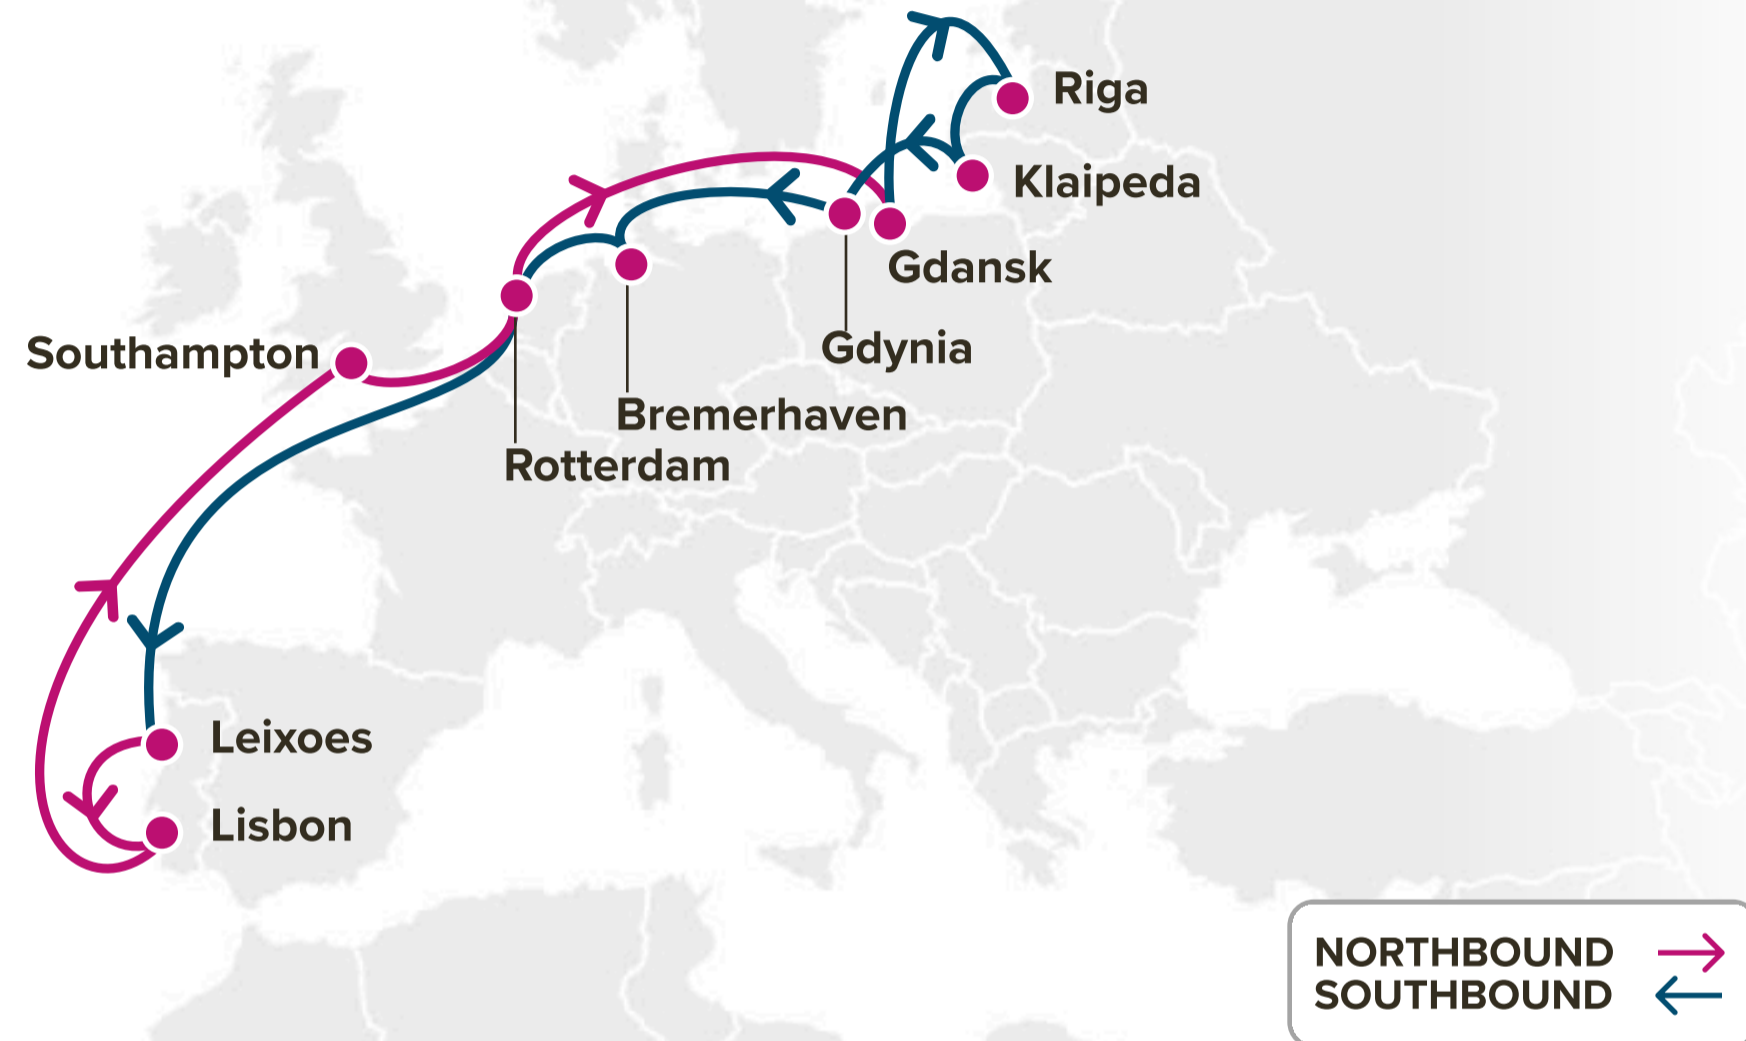 Riga
Klaipeda
Gdansk
Gdynia
Southampton
Bremerhaven
Rotterdam
Leixoes
Lisbon
NORTHBOUND
SOUTHBOUND